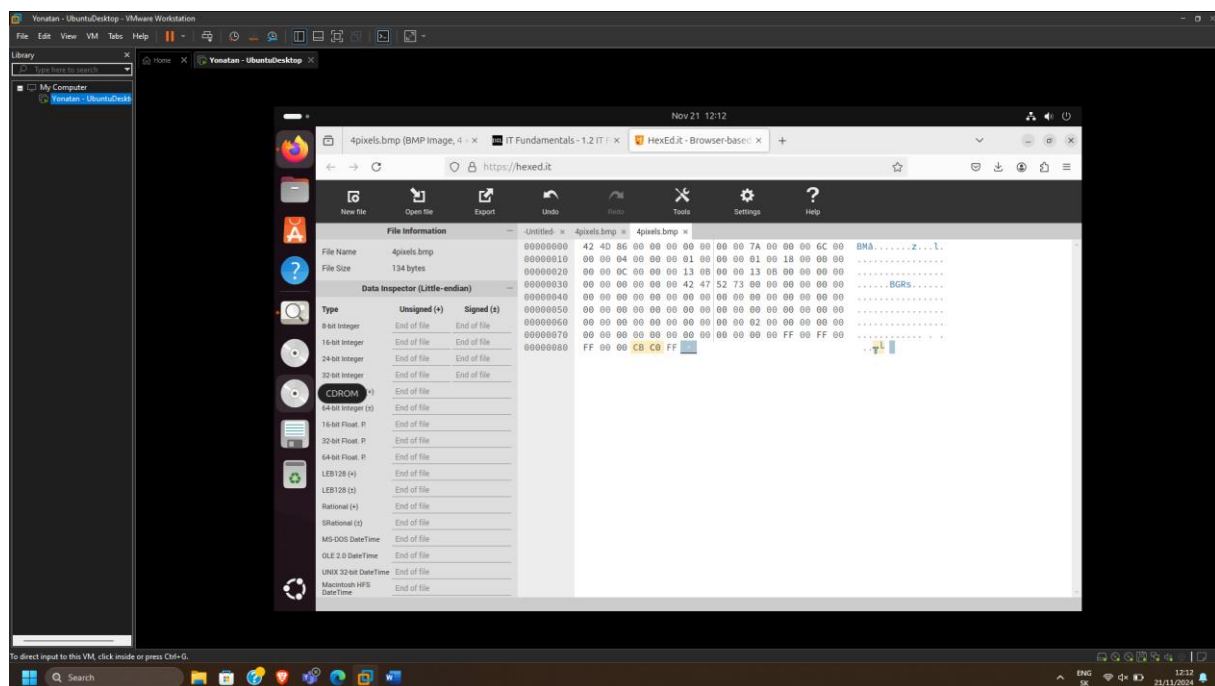 Yonatan - UbuntuDesktop - VMware Workstation
File Edit View VM Tabs Help
Library
Type here to search
Home Yonatan - UbuntuDesktop
My Computer
Yonatan - UbuntuDeskt
Nov 21 12:12
4pixels.bmp (BMP Image, 4 IT Fundamentals - 1.2 IT F HexEd.it - Browser-based
https://hexed.it
New file Open file Export Undo Redo Tools Settings Help
File Information
-Untitled- 4pixels.bmp 4pixels.bmp
File Name 4pixels.bmp
File Size 134 bytes
Data Inspector (Little-endian)
Type Unsigned (+) Signed (±)
8-bit Integer End of file End of file
16-bit Integer End of file End of file
24-bit Integer End of file End of file
32-bit Integer End of file End of file
CDROM (+) End of file
64-bit Integer (±) End of file
16-bit Float. P. End of file
32-bit Float. P. End of file
64-bit Float. P. End of file
LEB128 (+) End of file
LEB128 (±) End of file
Rational (+) End of file
SRational (±) End of file
MS-DOS DateTime End of file
OLE 2.0 DateTime End of file
UNIX 32-bit DateTime End of file
Macintosh HFS DateTime End of file
00000000 42 4D 86 00 00 00 00 00 00 00 7A 00 00 00 6C 00 BMå.......z...l.
00000010 00 00 04 00 00 00 01 00 00 00 01 00 18 00 00 00 ................
00000020 00 00 0C 00 00 00 13 0B 00 00 13 0B 00 00 00 00 ................
00000030 00 00 00 00 00 00 42 47 52 73 00 00 00 00 00 00 ......BGRs......
00000040 00 00 00 00 00 00 00 00 00 00 00 00 00 00 00 00 ................
00000050 00 00 00 00 00 00 00 00 00 00 00 00 00 00 00 00 ................
00000060 00 00 00 00 00 00 00 00 00 00 02 00 00 00 00 00 ................
00000070 00 00 00 00 00 00 00 00 00 00 00 00 FF 00 FF 00 ............ . .
00000080 FF 00 00 CB C0 FF
To direct input to this VM, click inside or press Ctrl+G.
Search
ENG
SK
12:12
21/11/2024